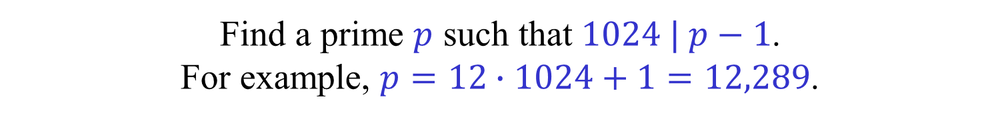 Find a prime p such that 1024 | p − 1.
For example, p = 12 · 1024 + 1 = 12,289.